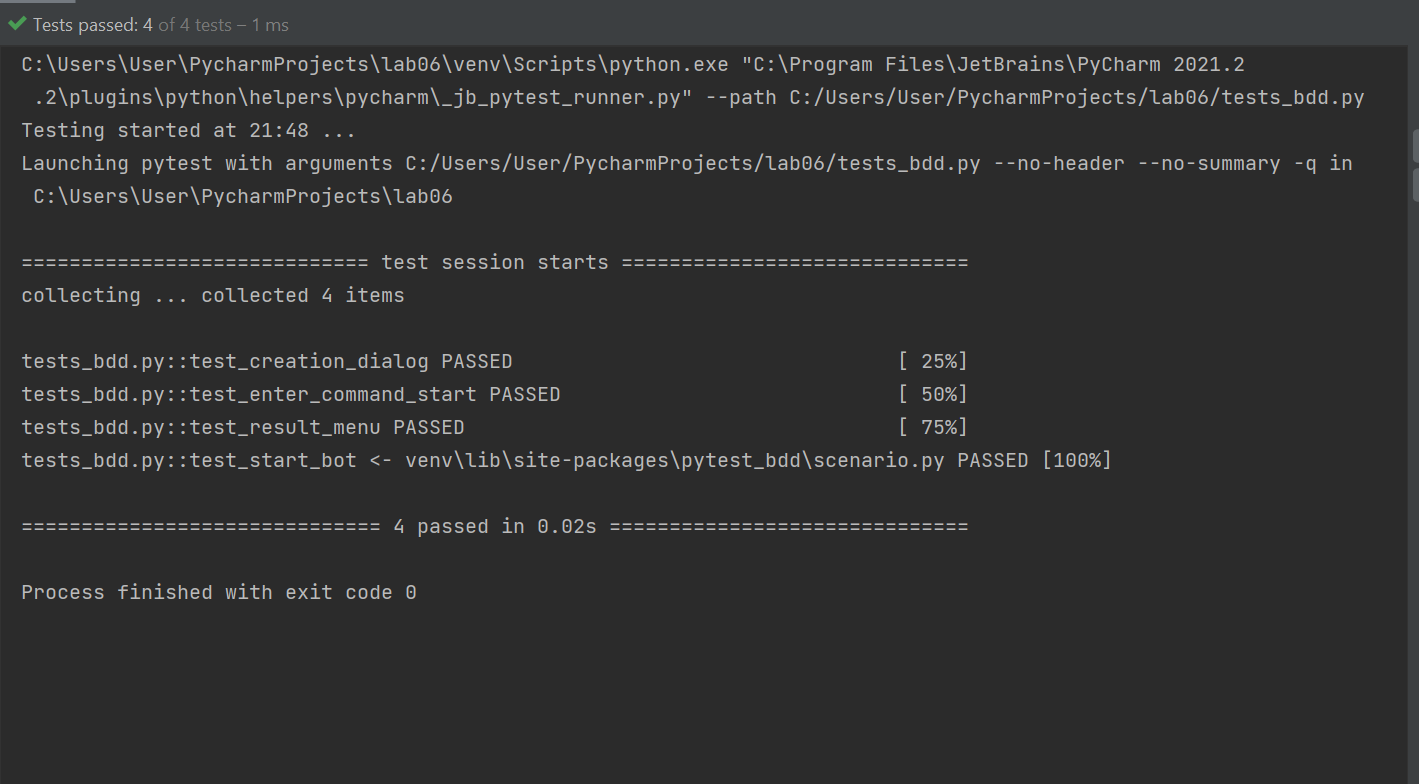 Tests passed: 4 of 4 tests – 1 ms
C:\Users\User\PycharmProjects\lab06\venv\Scripts\python.exe "C:\Program Files\JetBrains\PyCharm 2021.2
.2\plugins\python\helpers\pycharm\_jb_pytest_runner.py" --path C:/Users/User/PycharmProjects/lab06/tests_bdd.py
Testing started at 21:48 ...
Launching pytest with arguments C:/Users/User/PycharmProjects/lab06/tests_bdd.py --no-header --no-summary -q in
C:\Users\User\PycharmProjects\lab06
============================= test session starts =============================
collecting ... collected 4 items
tests_bdd.py::test_creation_dialog PASSED [ 25%]
tests_bdd.py::test_enter_command_start PASSED [ 50%]
tests_bdd.py::test_result_menu PASSED [ 75%]
tests_bdd.py::test_start_bot <- venv\lib\site-packages\pytest_bdd\scenario.py PASSED [100%]
============================== 4 passed in 0.02s ==============================
Process finished with exit code 0